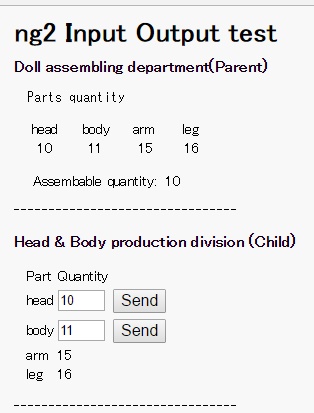 ng2 Input Output test
Doll assembling department(Parent)
Parts quantity
head body arm leg
10 11 15 16
Assembable quantity: 10
---------------------------------
Head & Body production division (Child)
Part Quantity
head 10 Send
body 11 Send
arm 15
leg 16
---------------------------------